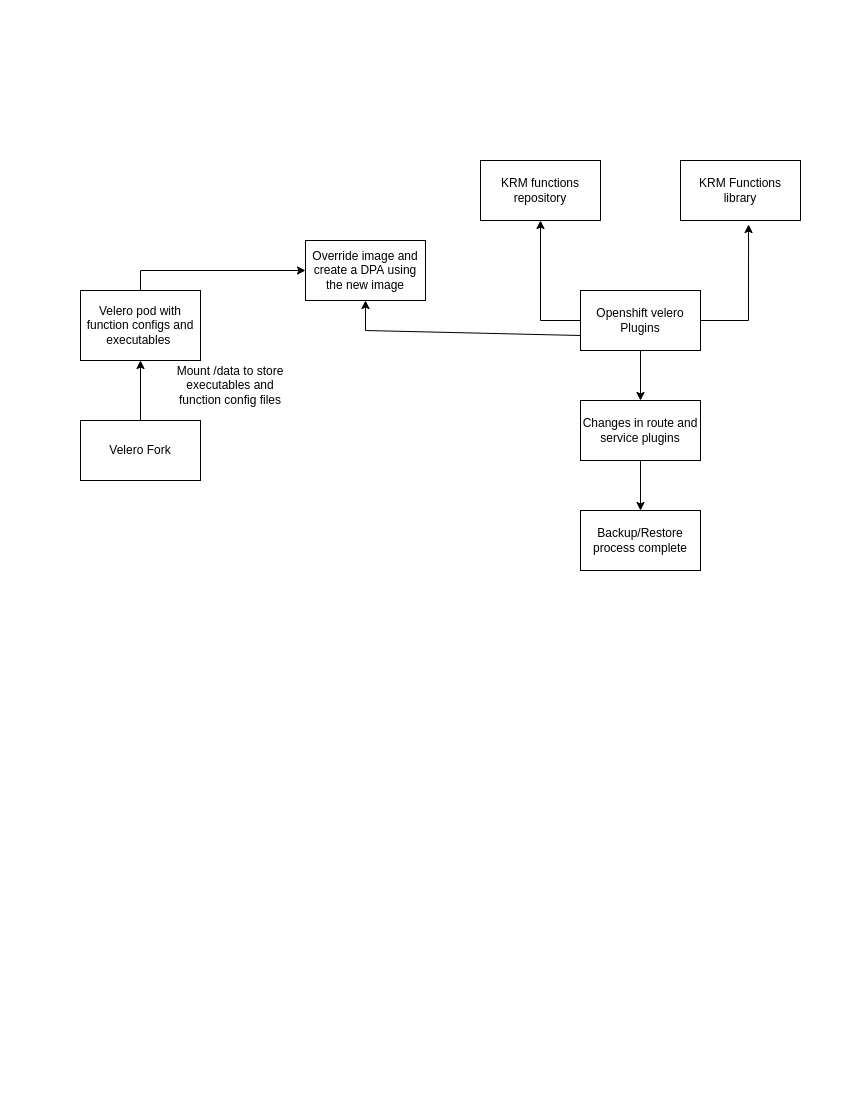 KRM functions
repository
KRM Functions
library
Override image and
create a DPA using
the new image
Velero pod with
function configs and
executables
Openshift velero
Plugins
Mount /data to store
executables and
function config files
Changes in route and
service plugins
Velero Fork
Backup/Restore
process complete